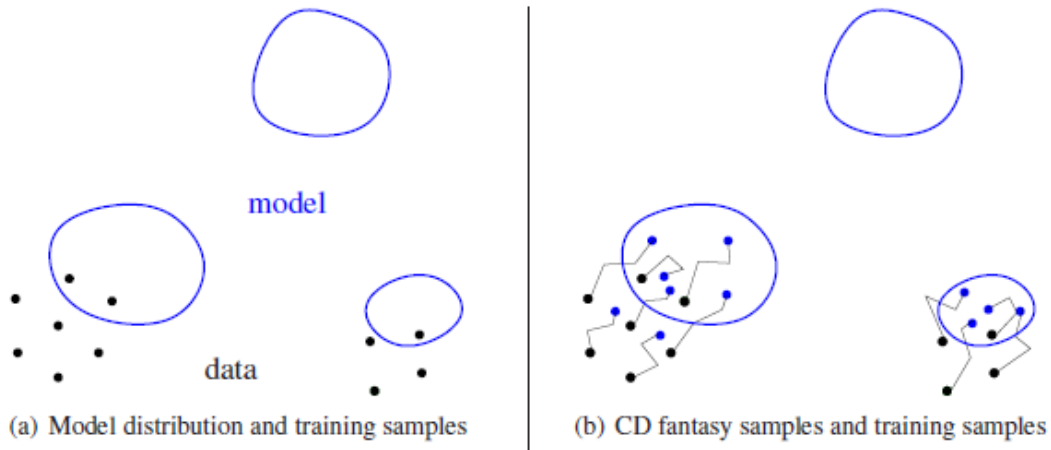 model
data
(a) Model distribution and training samples
(b) CD fantasy samples and training samples